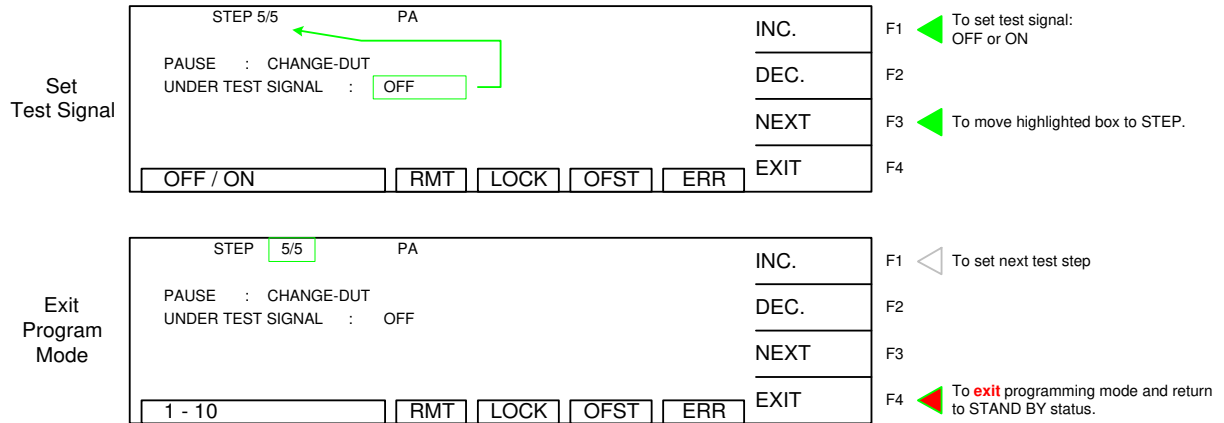 STEP 5/5 PA
INC. F1 To set test signal:
OFF or ON
PAUSE : CHANGE-DUT
Set
Test Signal
UNDER TEST SIGNAL : OFF
DEC. F2
NEXT F3 To move highlighted box to STEP.
EXIT F4
OFF / ON RMT LOCK OFST ERR
STEP 5/5 PA
INC. F1 To set next test step
Exit
Program
Mode
PAUSE : CHANGE-DUT
UNDER TEST SIGNAL : OFF
DEC. F2
NEXT F3
EXIT F4 To exit programming mode and return
to STAND BY status.
1 - 10 RMT LOCK OFST ERR